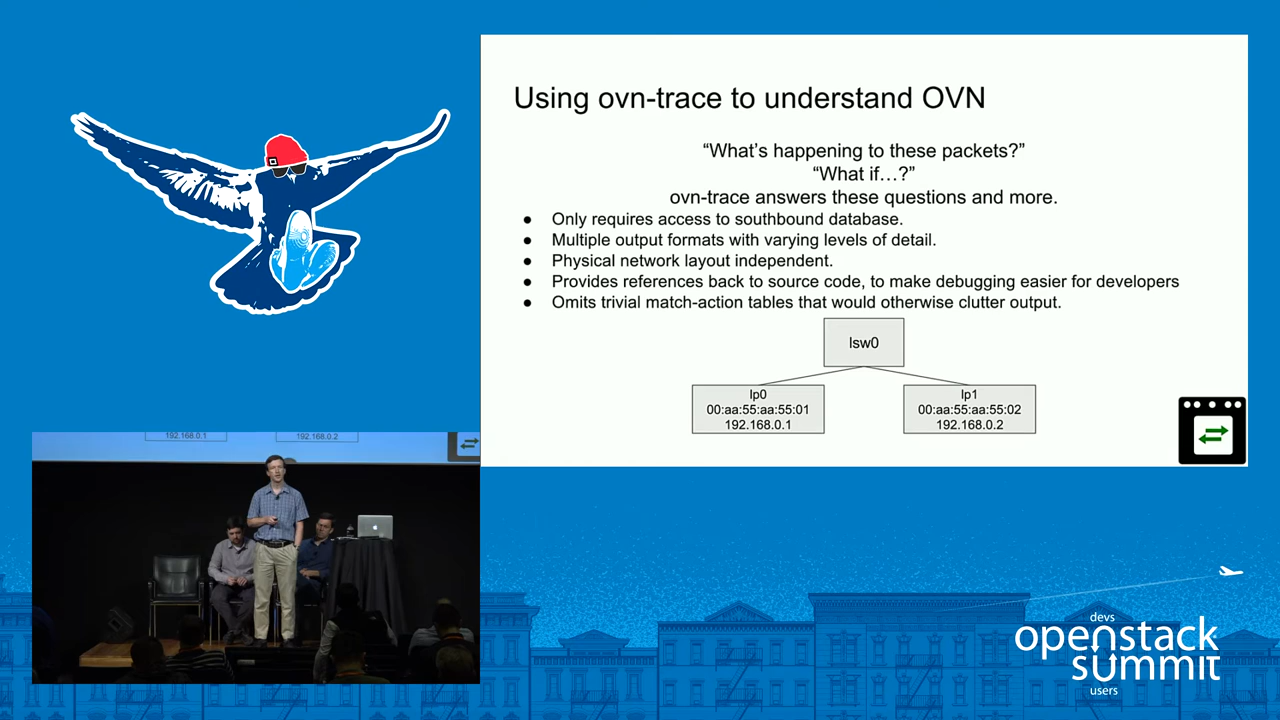 Using ovn-trace to understand OVN
“What’s happening to these packets?”
“What if…?”
ovn-trace answers these questions and more.
● Only requires access to southbound database.
● Multiple output formats with varying levels of detail.
● Physical network layout independent.
● Provides references back to source code, to make debugging easier for developers
● Omits trivial match-action tables that would otherwise clutter output.
lsw0
lp0
00:aa:55:aa:55:01
192.168.0.1
lp1
00:aa:55:aa:55:02
192.168.0.2
192.168.0.1
192.168.0.2
devs
openstack
summit
users